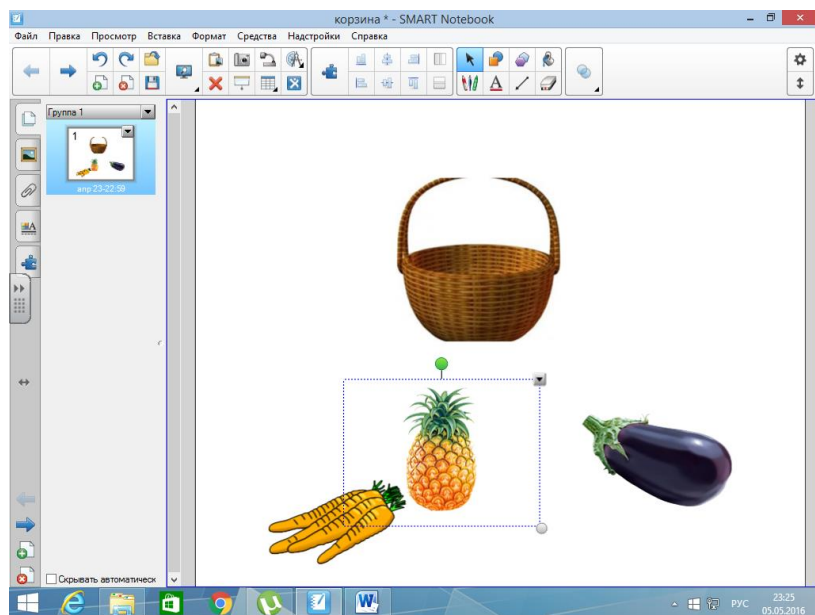 корзина * - SMART Notebook
Файл Правка Просмотр Вставка Формат Средства Надстройки Справка
Группа 1
1
апр 23-22:59
Скрывать автоматическ
РУС
23:25
05.05.2016